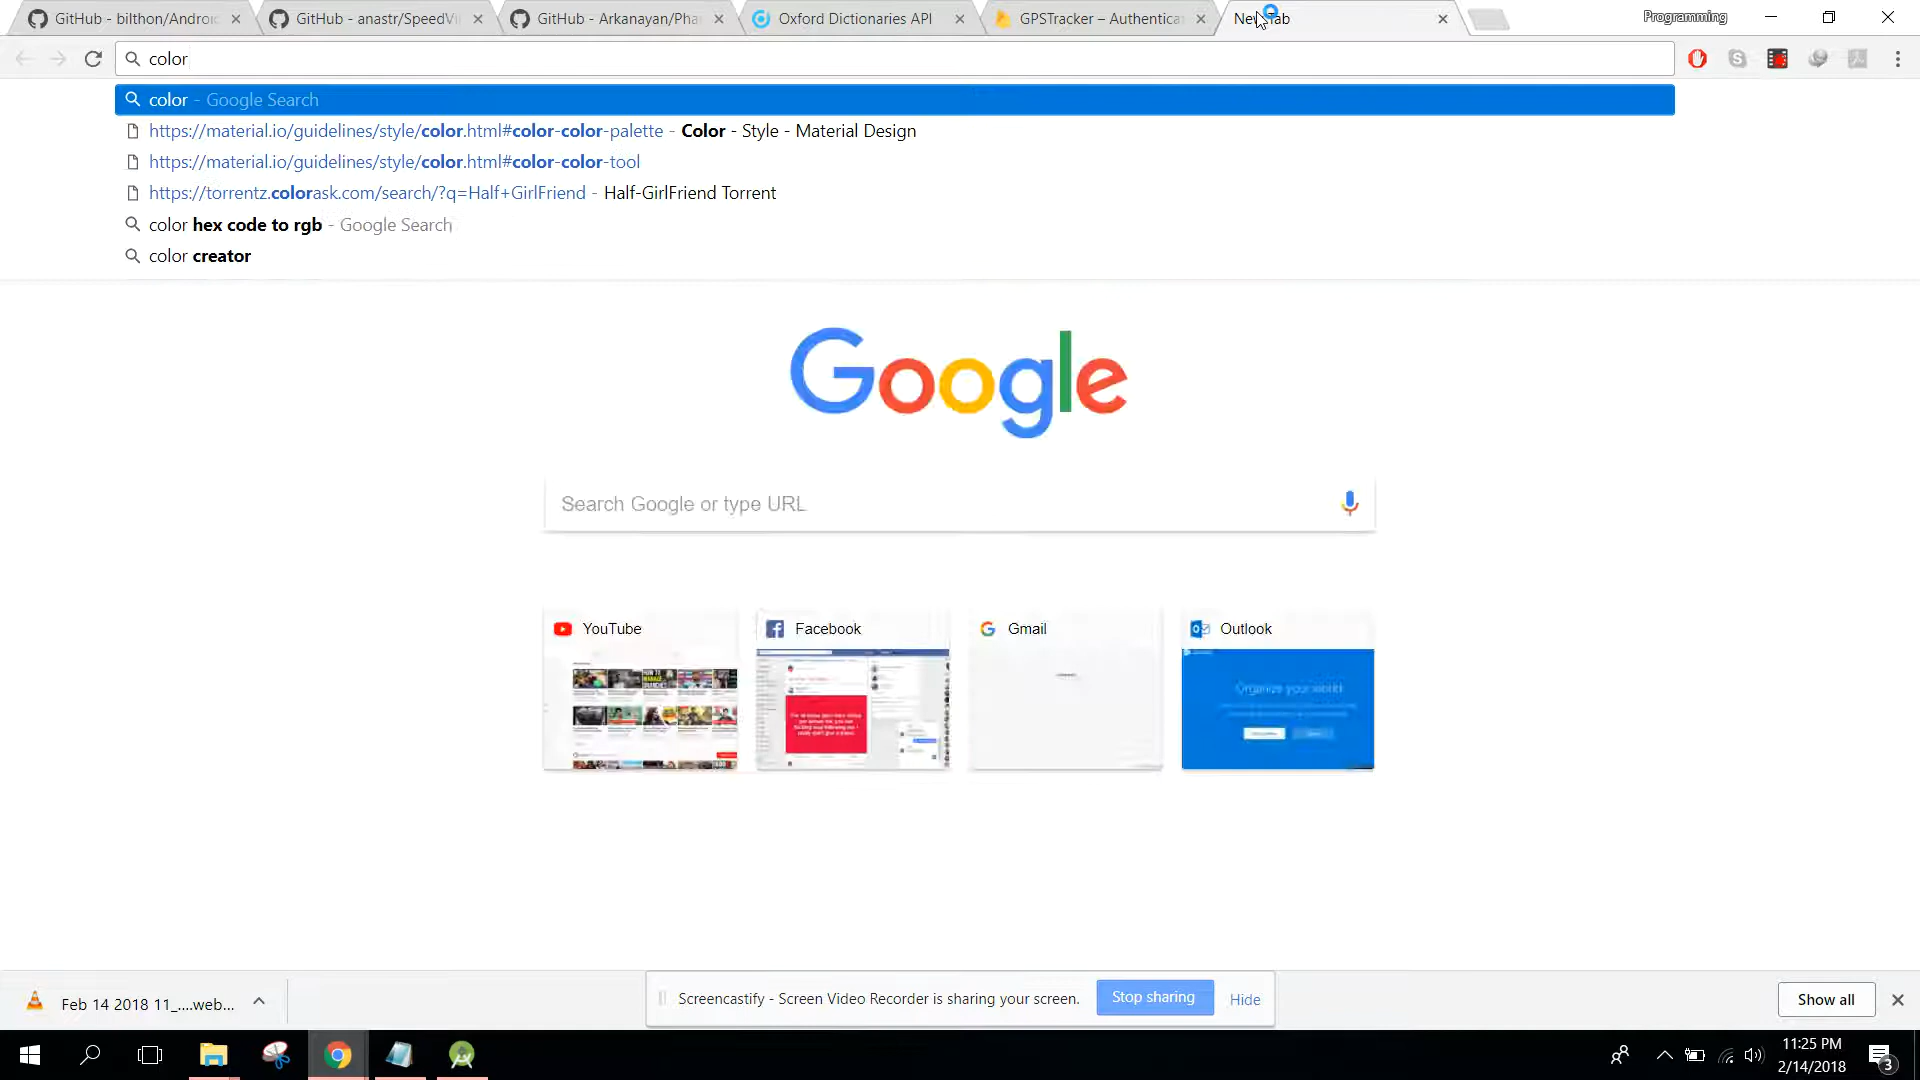 GitHub - bilthon/Androi
GitHub - anastr/SpeedVi
GitHub - Arkanayan/Pha
Oxford Dictionaries API
GPSTracker – Authentica
New Tab
Programming
color
color - Google Search
https://material.io/guidelines/style/color.html#color-color-palette - Color - Style - Material Design
https://material.io/guidelines/style/color.html#color-color-tool
https://torrentz.colorask.com/search/?q=Half+GirlFriend - Half-GirlFriend Torrent
color hex code to rgb - Google Search
color creator
Google
Search Google or type URL
YouTube
Facebook
Gmail
Outlook
Organize your world!
Feb 14 2018 11_....web...
Screencastify - Screen Video Recorder is sharing your screen.
Stop sharing
Hide
Show all
11:25 PM
2/14/2018
3